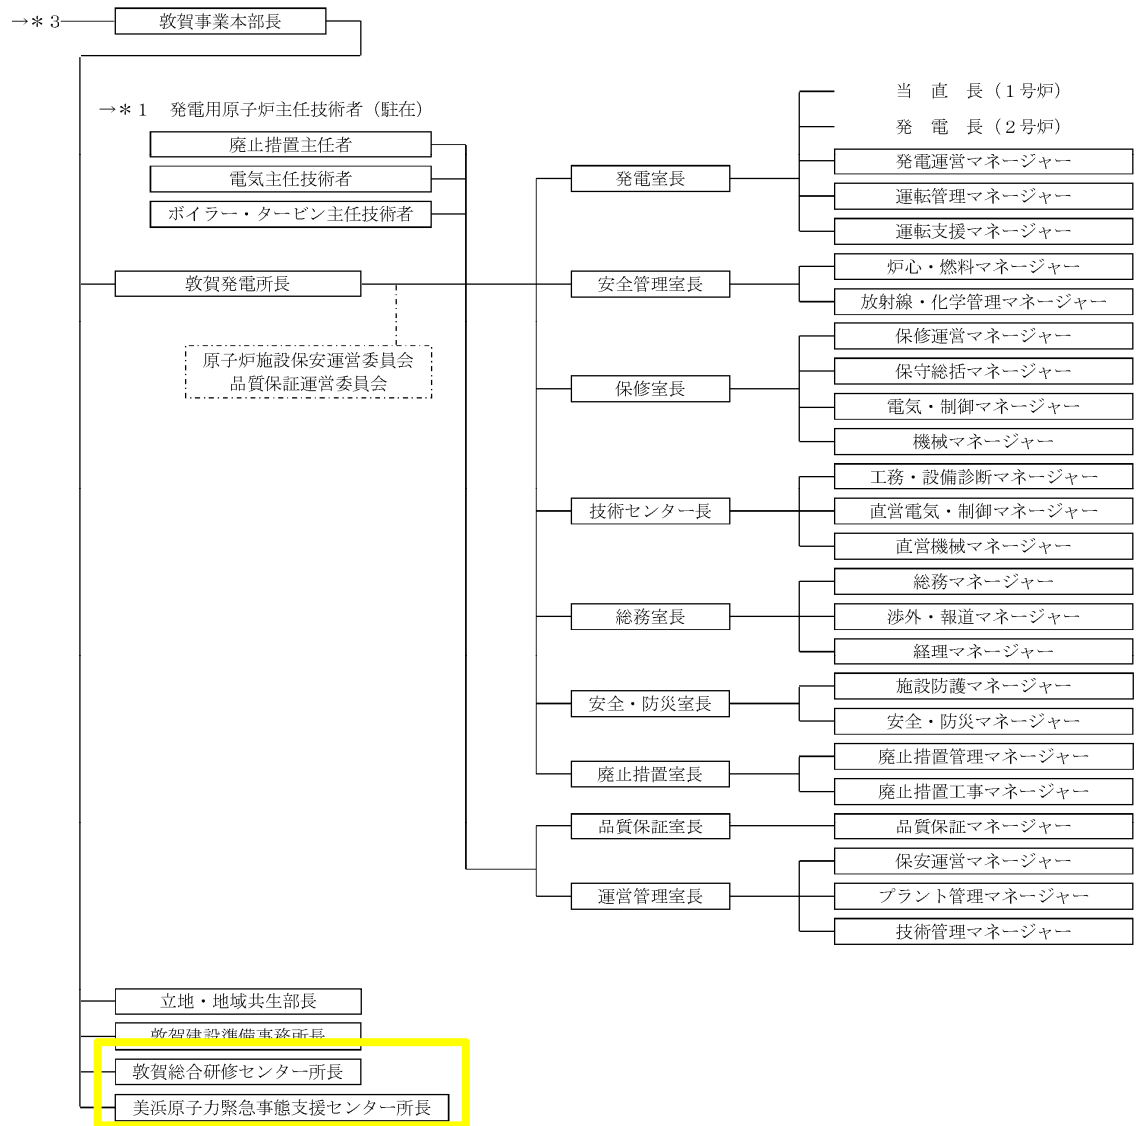 →＊３ 敦賀事業本部長
→＊１　発電用原子炉主任技術者（駐在）
廃止措置主任者
電気主任技術者
ボイラー・タービン主任技術者
敦賀発電所長
原子炉施設保安運営委員会
品質保証運営委員会
発電室長
当　直　長（１号炉）
発　電　長（２号炉）
発電運営マネージャー
運転管理マネージャー
運転支援マネージャー
安全管理室長
炉心・燃料マネージャー
放射線・化学管理マネージャー
保修室長
保修運営マネージャー
保守総括マネージャー
電気・制御マネージャー
機械マネージャー
技術センター長
工務・設備診断マネージャー
直営電気・制御マネージャー
直営機械マネージャー
総務室長
総務マネージャー
渉外・報道マネージャー
経理マネージャー
安全・防災室長
施設防護マネージャー
安全・防災マネージャー
廃止措置室長
廃止措置管理マネージャー
廃止措置工事マネージャー
品質保証室長
品質保証マネージャー
運営管理室長
保安運営マネージャー
プラント管理マネージャー
技術管理マネージャー
立地・地域共生部長
敦賀建設準備事務所長
敦賀総合研修センター所長
美浜原子力緊急事態支援センター所長